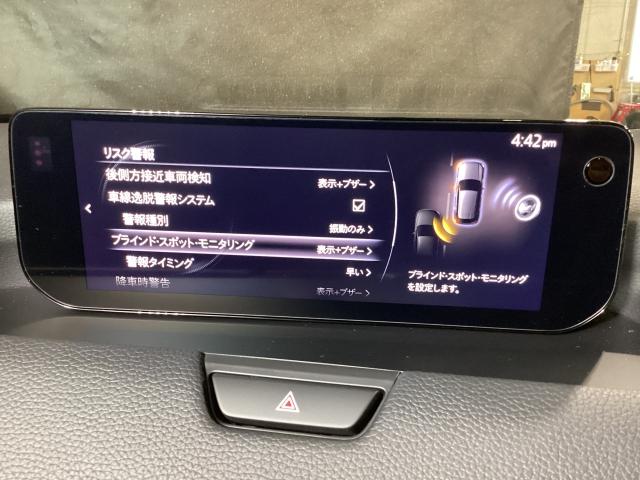 4:42pm
リスク警報
後側方接近車両検知 表示+ブザー
車線逸脱警報システム
警報種別 振動のみ
ブラインド・スポット・モニタリング 表示+ブザー
警報タイミング 早い
降車時警告 表示+ブザー
ブラインド・スポット・モニタリング
を設定します。